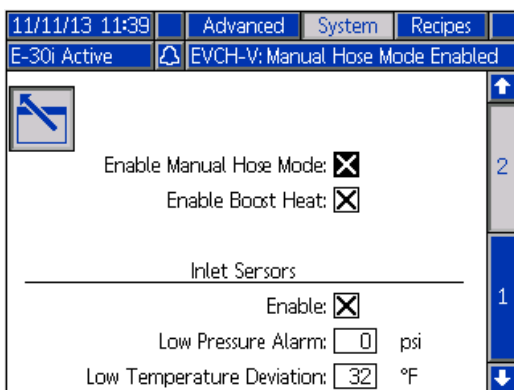 11/11/13 11:39 Advanced System Recipes
E-30i Active EVCH-V: Manual Hose Mode Enabled
Enable Manual Hose Mode:
2
Enable Boost Heat:
Inlet Sensors
Enable:
1
Low Pressure Alarm: 0 psi
Low Temperature Deviation: 32 °F